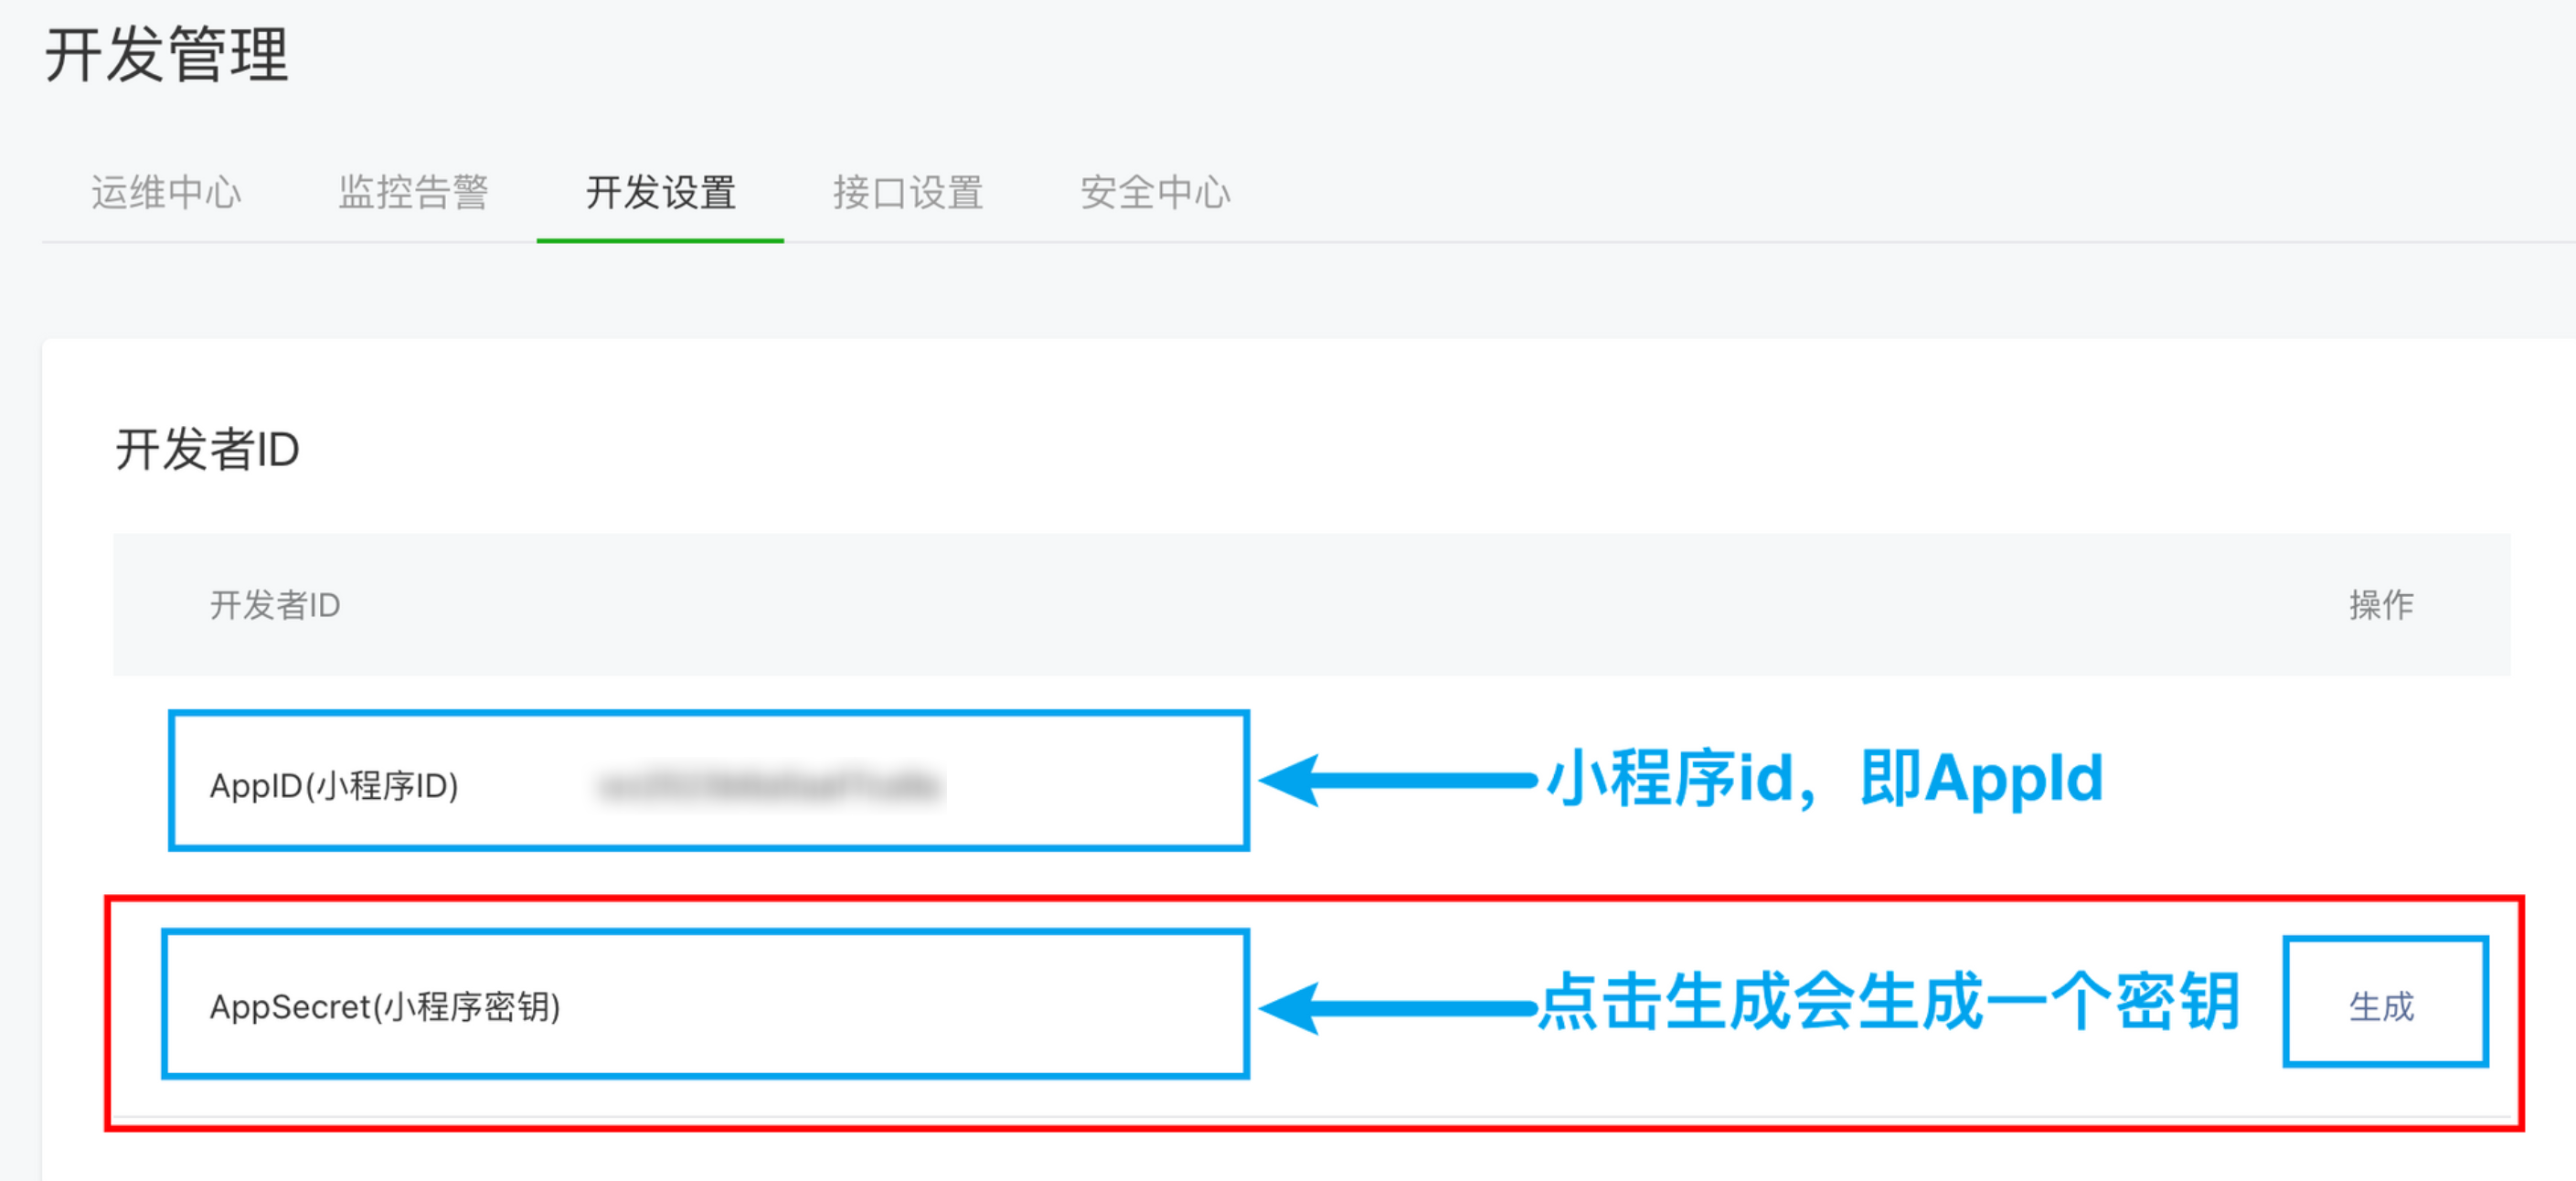 开发管理
运维中心 监控告警 开发设置 接口设置 安全中心
开发者ID
开发者ID 操作
AppID(小程序ID) 小程序id，即AppId
AppSecret(小程序密钥) 点击生成会生成一个密钥 生成